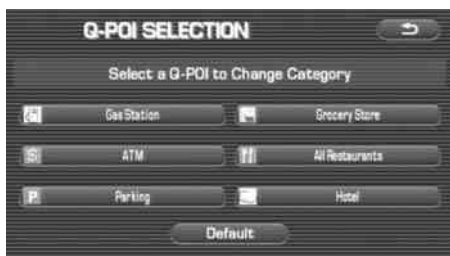 Q-POI SELECTION
Select a Q-POI to Change Category
Gas Station
Grocery Store
$ ATM
All Restaurants
P Parking
Hotel
Default